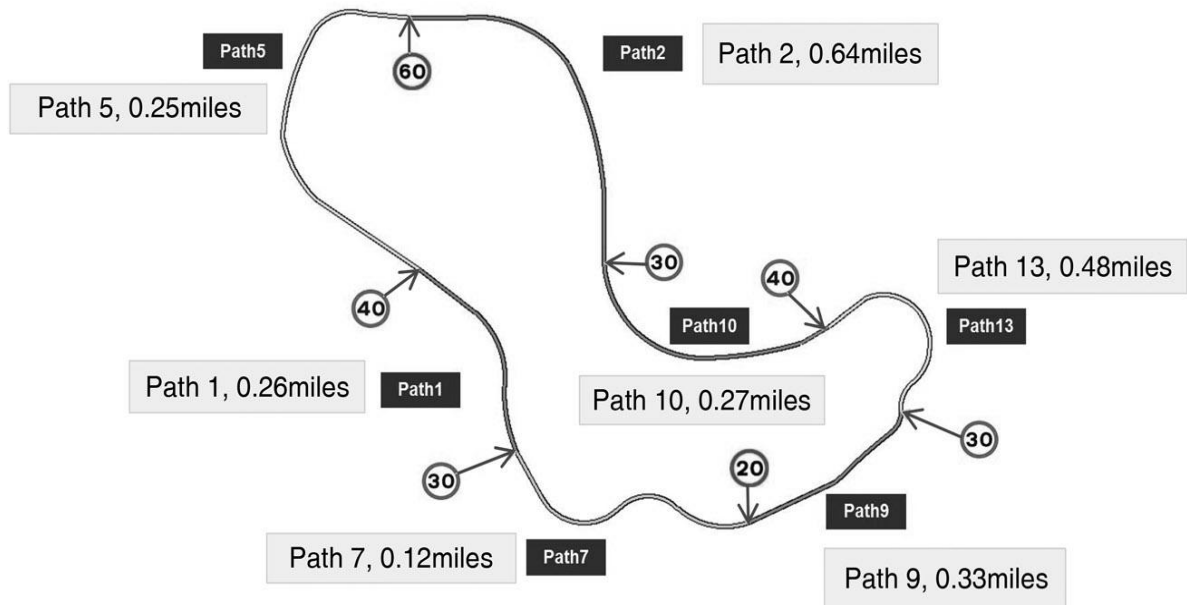 Path5
Path2
Path 2, 0.64miles
60
Path 5, 0.25miles
30
Path 13, 0.48miles
40
40
Path10
Path13
Path 1, 0.26miles
Path1
Path 10, 0.27miles
30
30
20
Path9
Path 7, 0.12miles
Path7
Path 9, 0.33miles